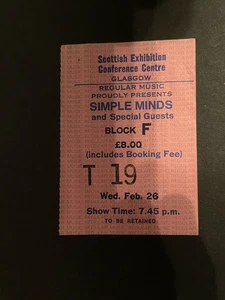 Scottish Exhibition
Conference Centre
GLASGOW
REGULAR MUSIC
PROUDLY PRESENTS
SIMPLE MINDS
and Special Guests
BLOCK F
£8.00
(includes Booking Fee)
T 19
Wed. Feb. 26
Show Time: 7.45 p.m.
TO BE RETAINED